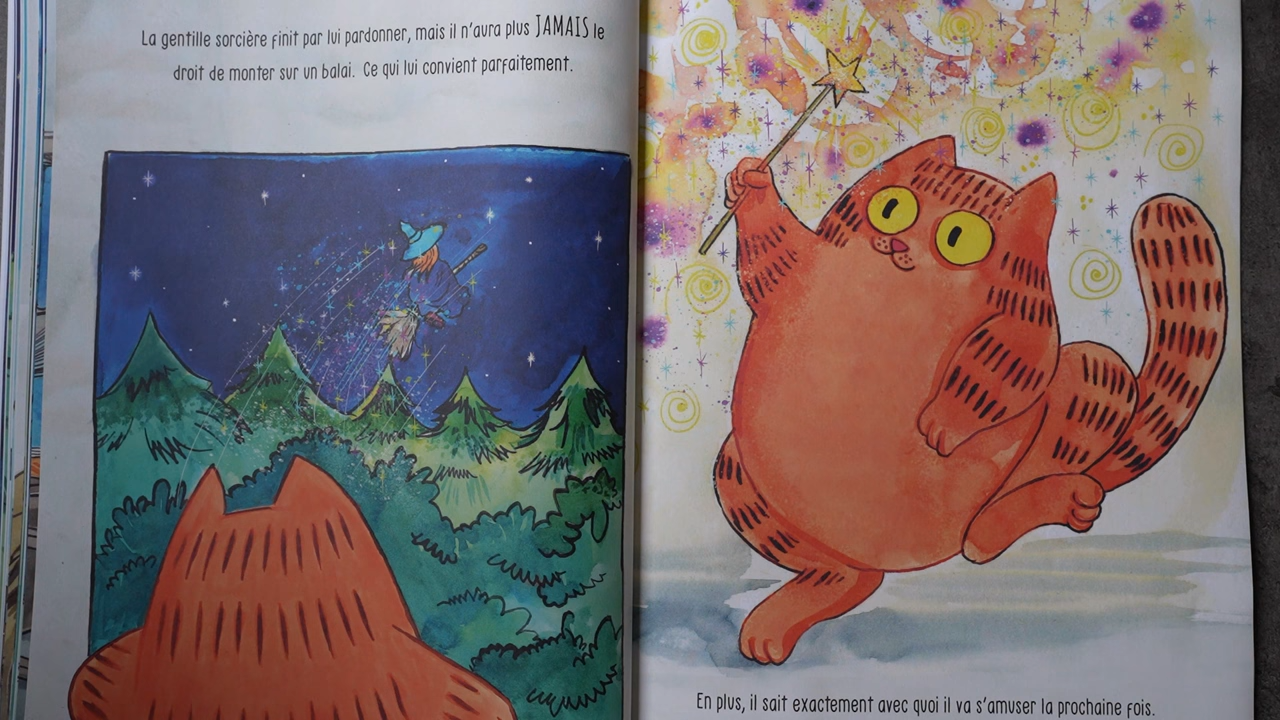 La gentille sorcière finit par lui pardonner, mais il n'aura plus JAMAIS le
droit de monter sur un balai. Ce qui lui convient parfaitement.
En plus, il sait exactement avec quoi il va s'amuser la prochaine fois.